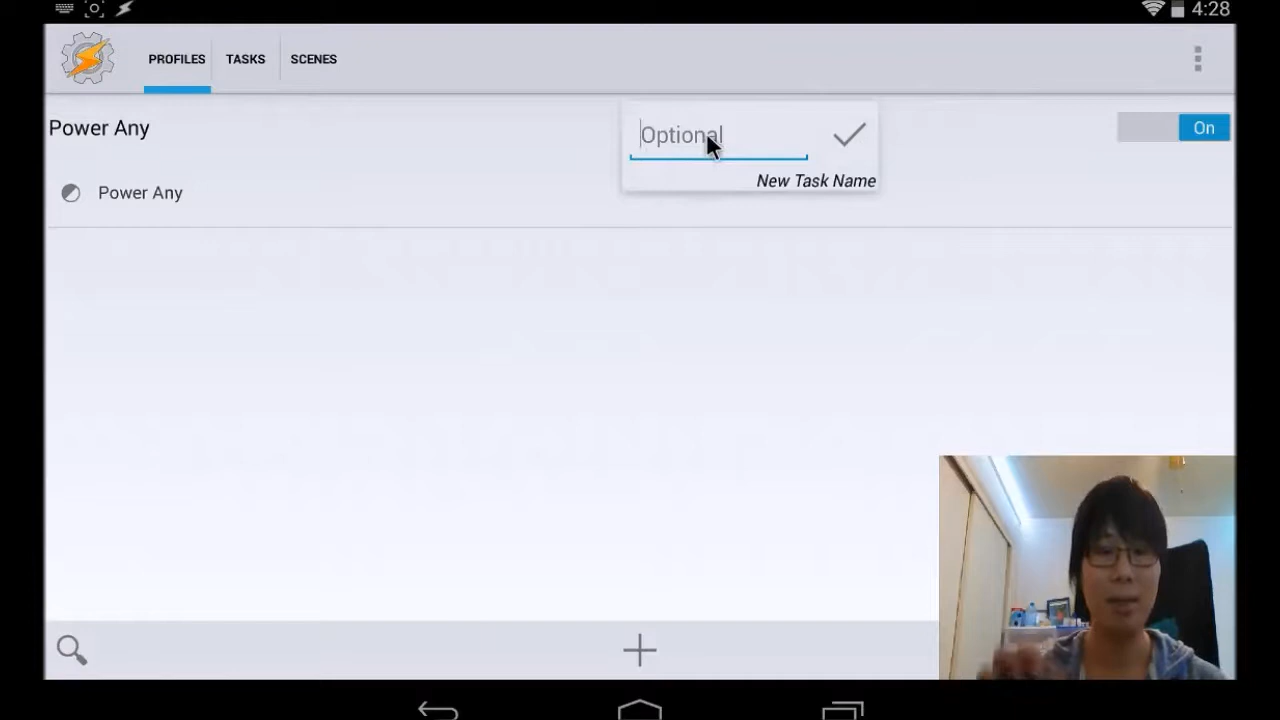 4:28
PROFILES TASKS SCENES
Power Any
Optional
On
New Task Name
Power Any